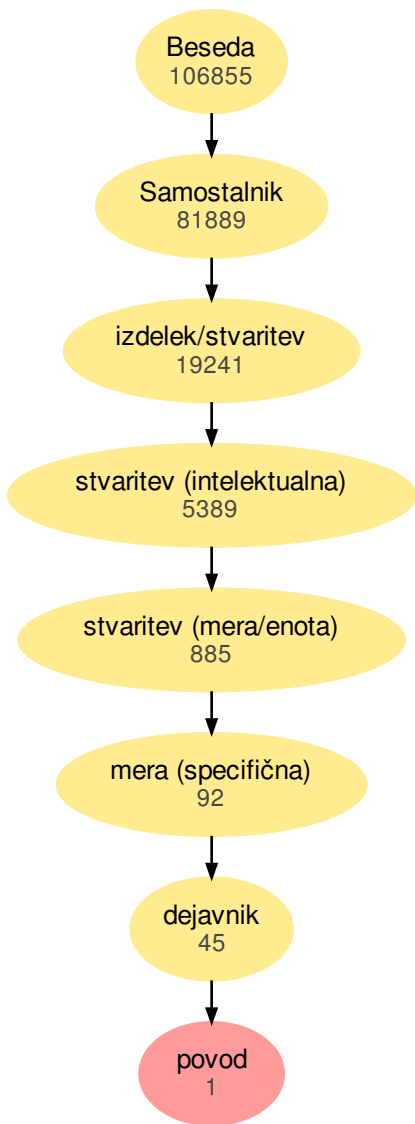 Beseda
106855
Samostalnik
81889
izdelek/stvaritev
19241
stvaritev (intelektualna)
5389
stvaritev (mera/enota)
885
mera (specifična)
92
dejavnik
45
povod
1